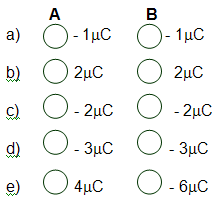 A B
a) - 1μC - 1μC
b) 2μC 2μC
c) - 2μC - 2μC
d) - 3μC - 3μC
e) 4μC - 6μC